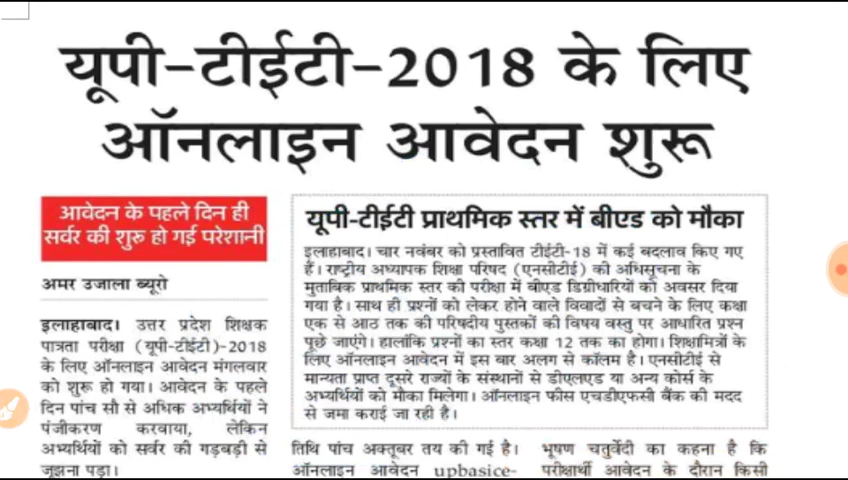 यूपी-टीईटी-2018 के लिए
ऑनलाइन आवेदन शुरू
आवेदन के पहले दिन ही
सर्वर की शुरू हो गई परेशानी
अमर उजाला ब्यूरो
इलाहाबाद। उत्तर प्रदेश शिक्षक
पात्रता परीक्षा (यूपी-टीईटी)-2018
के लिए ऑनलाइन आवेदन मंगलवार
को शुरू हो गया। आवेदन के पहले
दिन पांच सौ से अधिक अभ्यर्थियों ने
पंजीकरण करवाया, लेकिन
अभ्यर्थियों को सर्वर की गड़बड़ी से
जूझना पड़ा।
यूपी-टीईटी प्राथमिक स्तर में बीएड को मौका
इलाहाबाद। चार नवंबर को प्रस्तावित टीईटी-18 में कई बदलाव किए गए
हैं। राष्ट्रीय अध्यापक शिक्षा परिषद (एनसीटीई) की अधिसूचना के
मुताबिक प्राथमिक स्तर की परीक्षा में बीएड डिग्रीधारियों को अवसर दिया
गया है। साथ ही प्रश्नों को लेकर होने वाले विवादों से बचने के लिए कक्षा
एक से आठ तक की परिषदीय पुस्तकों की विषय वस्तु पर आधारित प्रश्न
पूछे जाएंगे। हालांकि प्रश्नों का स्तर कक्षा 12 तक का होगा। शिक्षामित्रों के
लिए ऑनलाइन आवेदन में इस बार अलग से कॉलम है। एनसीटीई से
मान्यता प्राप्त दूसरे राज्यों के संस्थानों से डीएलएड या अन्य कोर्स के
अभ्यर्थियों को मौका मिलेगा। ऑनलाइन फीस एचडीएफसी बैंक की मदद
से जमा कराई जा रही है।
तिथि पांच अक्तूबर तय की गई है।
ऑनलाइन आवेदन upbasice-
भूषण चतुर्वेदी का कहना है कि
परीक्षार्थी आवेदन के दौरान किसी